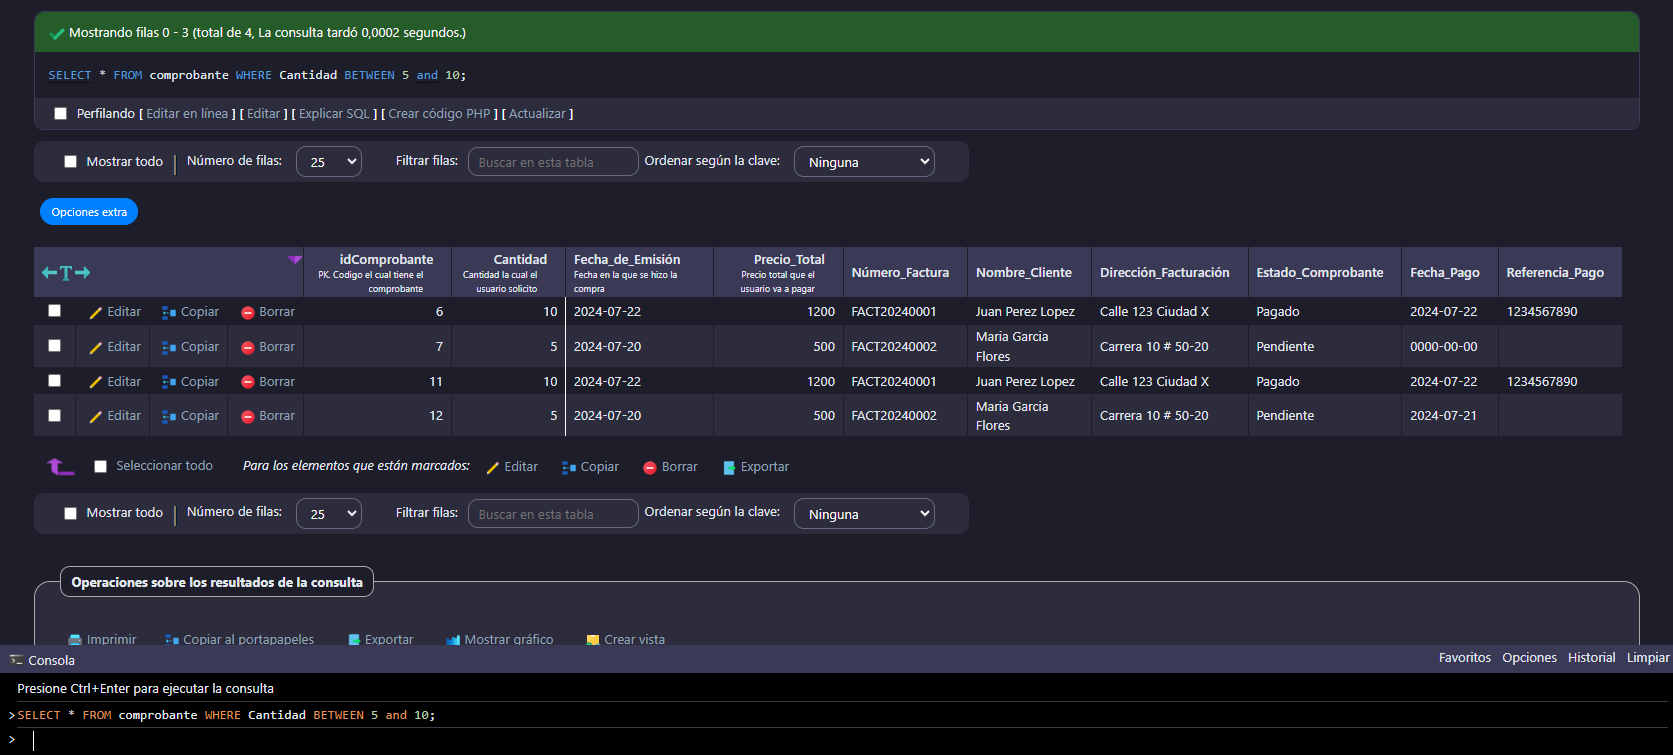 Mostrando filas 0 - 3 (total de 4, La consulta tardó 0,0002 segundos.)
SELECT * FROM comprobante WHERE Cantidad BETWEEN 5 and 10;
Perfilando [ Editar en línea ] [ Editar ] [ Explicar SQL ] [ Crear código PHP ] [ Actualizar ]
Mostrar todo | Número de filas: 25 Filtrar filas: Buscar en esta tabla Ordenar según la clave: Ninguna
Opciones extra
←T→ idComprobante Cantidad Fecha_de_Emisión Precio_Total Número_Factura Nombre_Cliente Dirección_Facturación Estado_Comprobante Fecha_Pago Referencia_Pago
PK. Codigo el cual tiene el comprobante Cantidad la cual el usuario solicito Fecha en la que se hizo la compra Precio total que el usuario va a pagar
Editar Copiar Borrar 6 10 2024-07-22 1200 FACT20240001 Juan Perez Lopez Calle 123 Ciudad X Pagado 2024-07-22 1234567890
Editar Copiar Borrar 7 5 2024-07-20 500 FACT20240002 Maria Garcia Flores Carrera 10 # 50-20 Pendiente 0000-00-00
Editar Copiar Borrar 11 10 2024-07-22 1200 FACT20240001 Juan Perez Lopez Calle 123 Ciudad X Pagado 2024-07-22 1234567890
Editar Copiar Borrar 12 5 2024-07-20 500 FACT20240002 Maria Garcia Flores Carrera 10 # 50-20 Pendiente 2024-07-21
Seleccionar todo Para los elementos que están marcados: Editar Copiar Borrar Exportar
Mostrar todo | Número de filas: 25 Filtrar filas: Buscar en esta tabla Ordenar según la clave: Ninguna
Operaciones sobre los resultados de la consulta
Imprimir Copiar al portapapeles Exportar Mostrar gráfico Crear vista
Consola Favoritos Opciones Historial Limpiar
Presione Ctrl+Enter para ejecutar la consulta
>SELECT * FROM comprobante WHERE Cantidad BETWEEN 5 and 10;
>